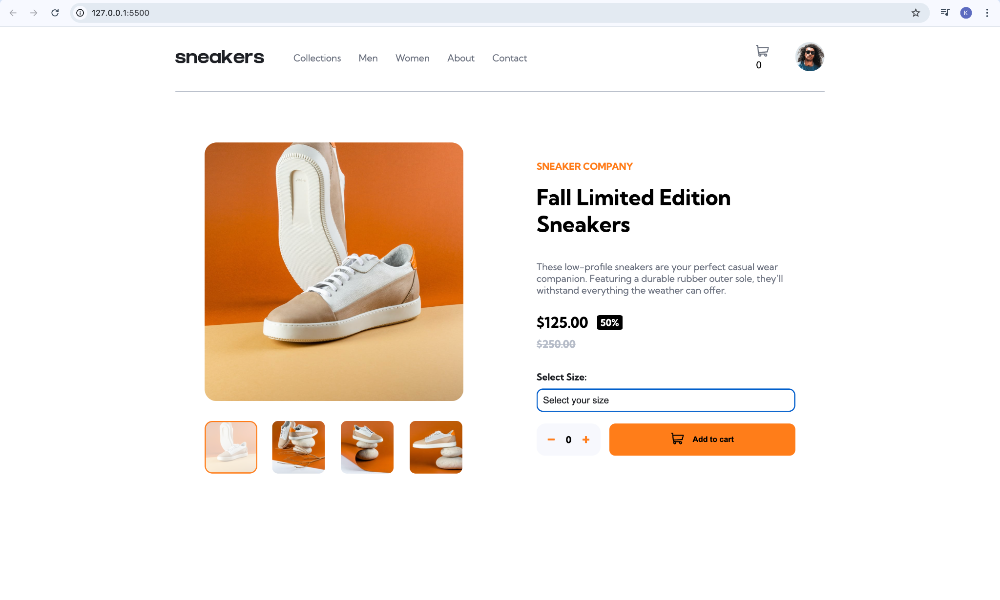 127.0.0.1:5500
K
sneakers
Collections Men Women About Contact
0
SNEAKER COMPANY
Fall Limited Edition
Sneakers
These low-profile sneakers are your perfect casual wear
companion. Featuring a durable rubber outer sole, they’ll
withstand everything the weather can offer.
$125.00 50%
$250.00
Select Size:
Select your size
0 Add to cart